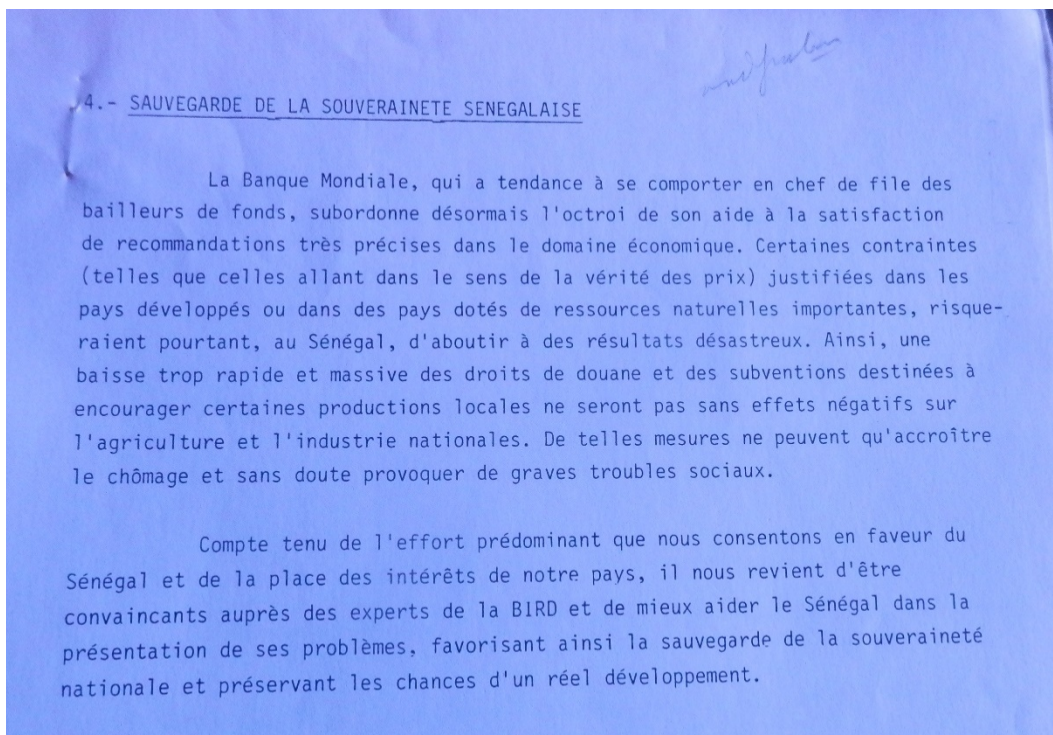 4.- SAUVEGARDE DE LA SOUVERAINETE SENEGALAISE
La Banque Mondiale, qui a tendance à se comporter en chef de file des
bailleurs de fonds, subordonne désormais l'octroi de son aide à la satisfaction
de recommandations très précises dans le domaine économique. Certaines contraintes
(telles que celles allant dans le sens de la vérité des prix) justifiées dans les
pays développés ou dans des pays dotés de ressources naturelles importantes, risque-
raient pourtant, au Sénégal, d'aboutir à des résultats désastreux. Ainsi, une
baisse trop rapide et massive des droits de douane et des subventions destinées à
encourager certaines productions locales ne seront pas sans effets négatifs sur
l'agriculture et l'industrie nationales. De telles mesures ne peuvent qu'accroître
le chômage et sans doute provoquer de graves troubles sociaux.
Compte tenu de l'effort prédominant que nous consentons en faveur du
Sénégal et de la place des intérêts de notre pays, il nous revient d'être
convaincants auprès des experts de la BIRD et de mieux aider le Sénégal dans la
présentation de ses problèmes, favorisant ainsi la sauvegarde de la souveraineté
nationale et préservant les chances d'un réel développement.